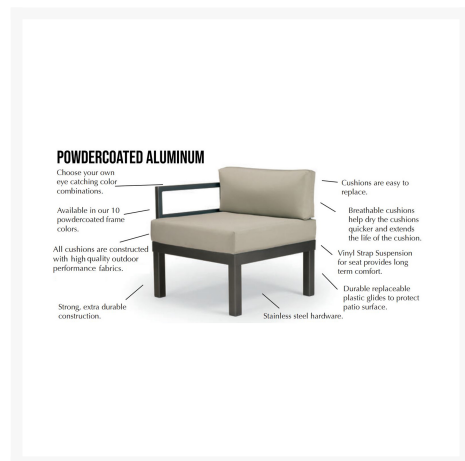 POWDERCOATED ALUMINUM
Choose your own
eye catching color
combinations.
Available in our 10
powdercoated frame
colors.
All cushions are constructed
with high quality outdoor
performance fabrics.
Strong, extra durable
construction.
Cushions are easy to
replace.
Breathable cushions
help dry the cushions
quicker and extends
the life of the cushion.
Vinyl Strap Suspension
for seat provides long
term comfort.
Durable replaceable
plastic glides to protect
patio surface.
Stainless steel hardware.